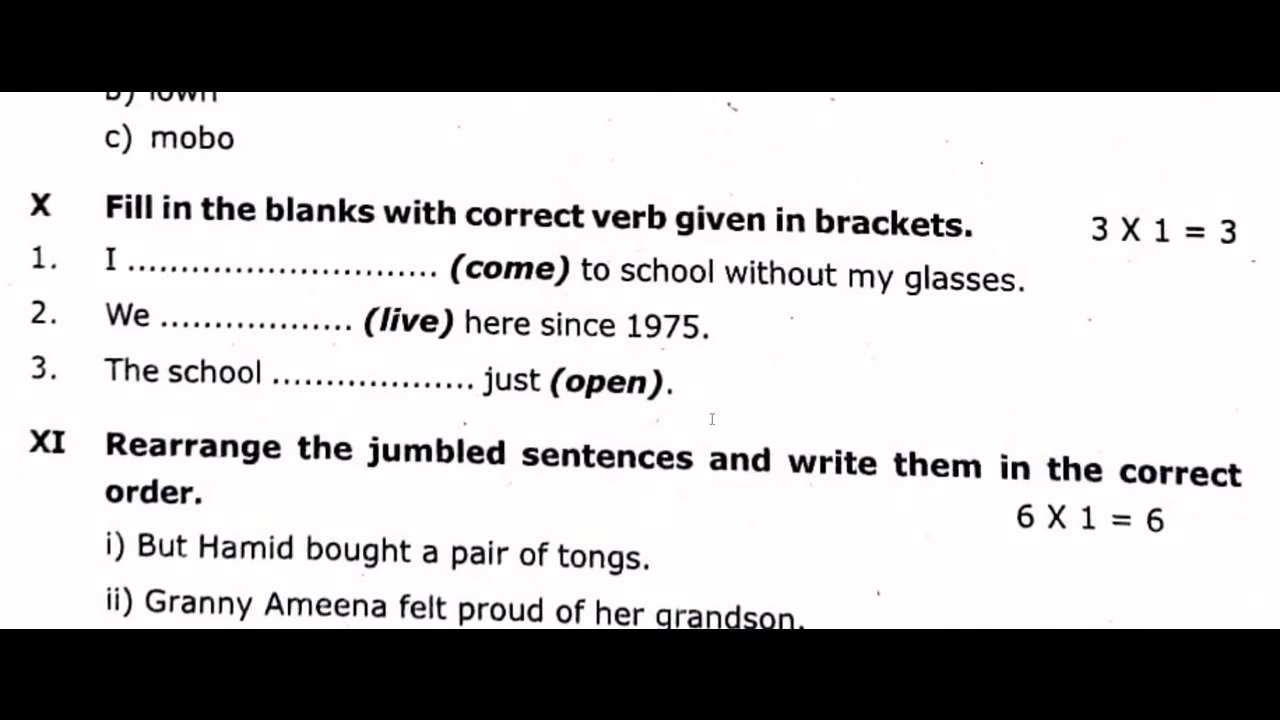 c) mobo
X Fill in the blanks with correct verb given in brackets. 3 X 1 = 3
1. I .............................. (come) to school without my glasses.
2. We ................... (live) here since 1975.
3. The school .................... just (open).
XI Rearrange the jumbled sentences and write them in the correct
order. 6 X 1 = 6
i) But Hamid bought a pair of tongs.
ii) Granny Ameena felt proud of her grandson.